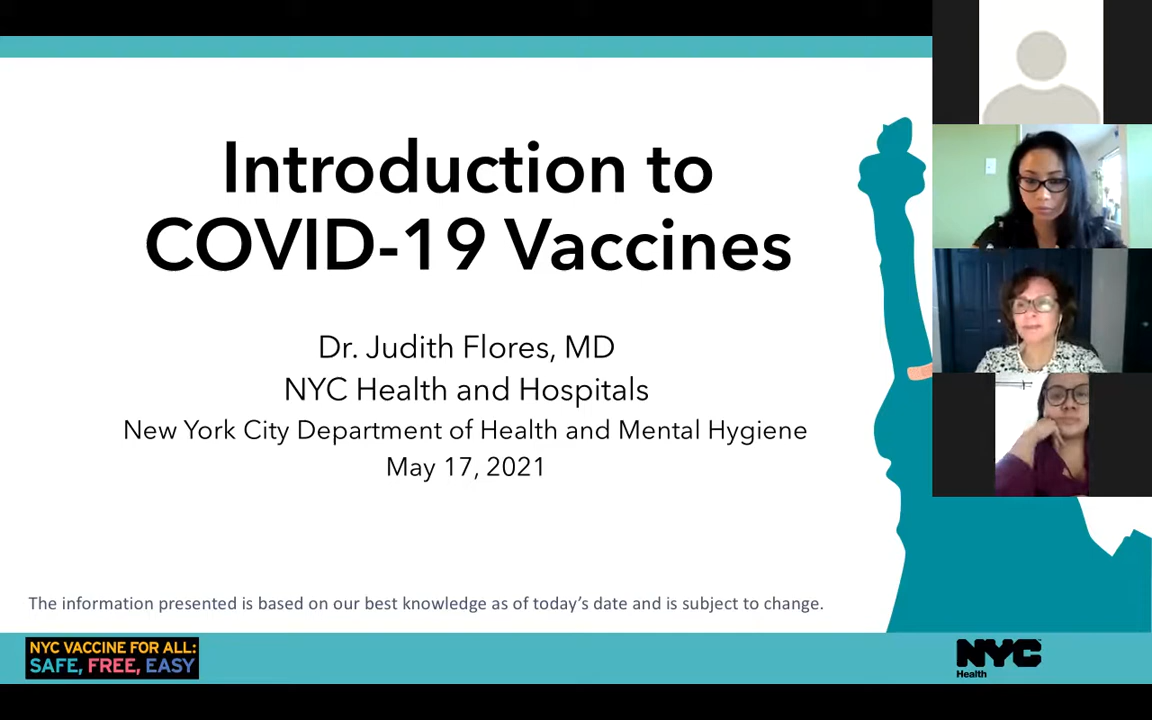 Introduction to
COVID-19 Vaccines
Dr. Judith Flores, MD
NYC Health and Hospitals
New York City Department of Health and Mental Hygiene
May 17, 2021
The information presented is based on our best knowledge as of today's date and is subject to change.
NYC VACCINE FOR ALL:
SAFE, FREE, EASY
NYC
Health